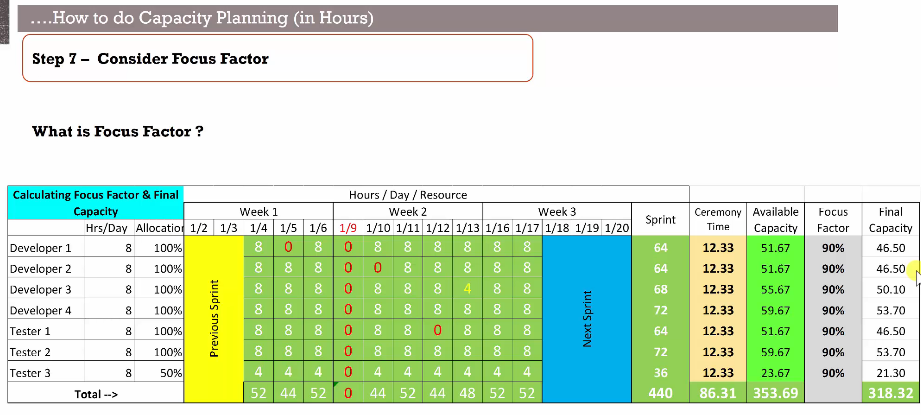 ....How to do Capacity Planning (in Hours)
Step 7 – Consider Focus Factor
What is Focus Factor ?
Calculating Focus Factor & Final Capacity Hours / Day / Resource
Week 1 Week 2 Week 3 Sprint Ceremony Time Available Capacity Focus Factor Final Capacity
Hrs/Day Allocation 1/2 1/3 1/4 1/5 1/6 1/9 1/10 1/11 1/12 1/13 1/16 1/17 1/18 1/19 1/20
Developer 1 8 100% 8 0 8 0 8 8 8 8 8 8 64 12.33 51.67 90% 46.50
Developer 2 8 100% 8 8 8 0 0 8 8 8 8 8 64 12.33 51.67 90% 46.50
Developer 3 8 100% 8 8 8 0 8 8 8 4 8 8 68 12.33 55.67 90% 50.10
Developer 4 8 100% 8 8 8 0 8 8 8 8 8 8 72 12.33 59.67 90% 53.70
Tester 1 8 100% 8 8 8 0 8 8 0 8 8 8 64 12.33 51.67 90% 46.50
Tester 2 8 100% 8 8 8 0 8 8 8 8 8 8 72 12.33 59.67 90% 53.70
Tester 3 8 50% 4 4 4 0 4 4 4 4 4 4 36 12.33 23.67 90% 21.30
Previous Sprint
Next Sprint
Total --> 52 44 52 0 44 52 44 48 52 52 440 86.31 353.69 318.32